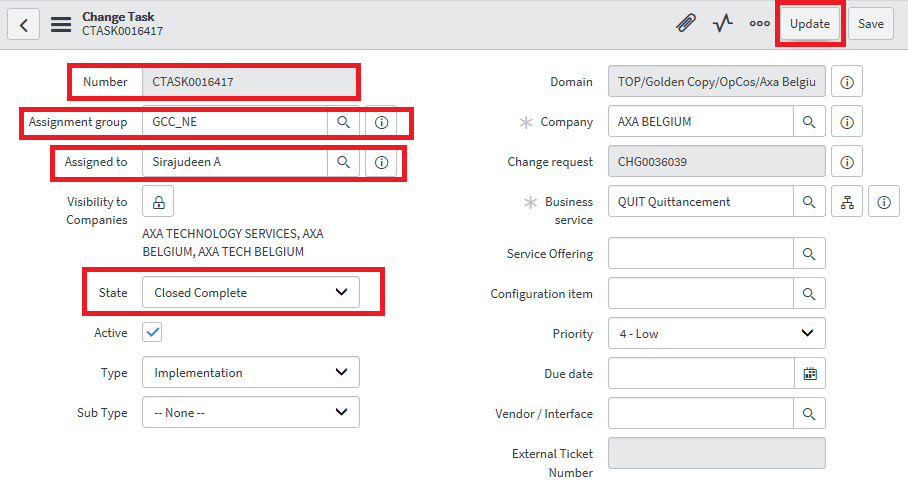 Change Task
CTASK0016417
Update
Save
Number
CTASK0016417
Assignment group
GCC_NE
Assigned to
Sirajudeen A
Visibility to
Companies
AXA TECHNOLOGY SERVICES, AXA
BELGIUM, AXA TECH BELGIUM
State
Closed Complete
Active
Type
Implementation
Sub Type
-- None --
Domain
TOP/Golden Copy/OpCos/Axa Belgiu
Company
AXA BELGIUM
Change request
CHG0036039
Business
service
QUIT Quittancement
Service Offering
Configuration item
Priority
4 - Low
Due date
Vendor / Interface
External Ticket
Number